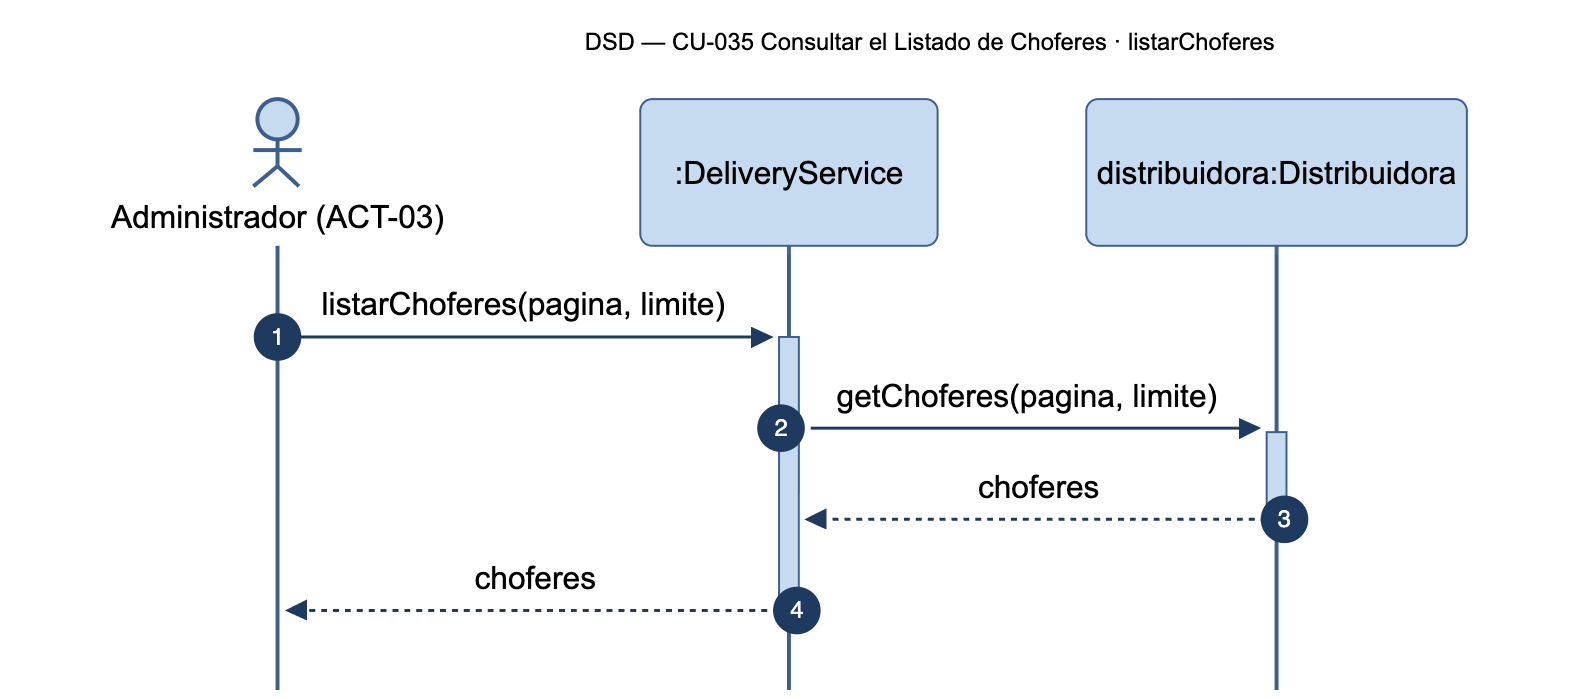 DSD — CU-035 Consultar el Listado de Choferes · listarChoferes
:DeliveryService
distribuidora:Distribuidora
Administrador (ACT-03)
listarChoferes(pagina, limite)
1
getChoferes(pagina, limite)
2
choferes
3
choferes
4